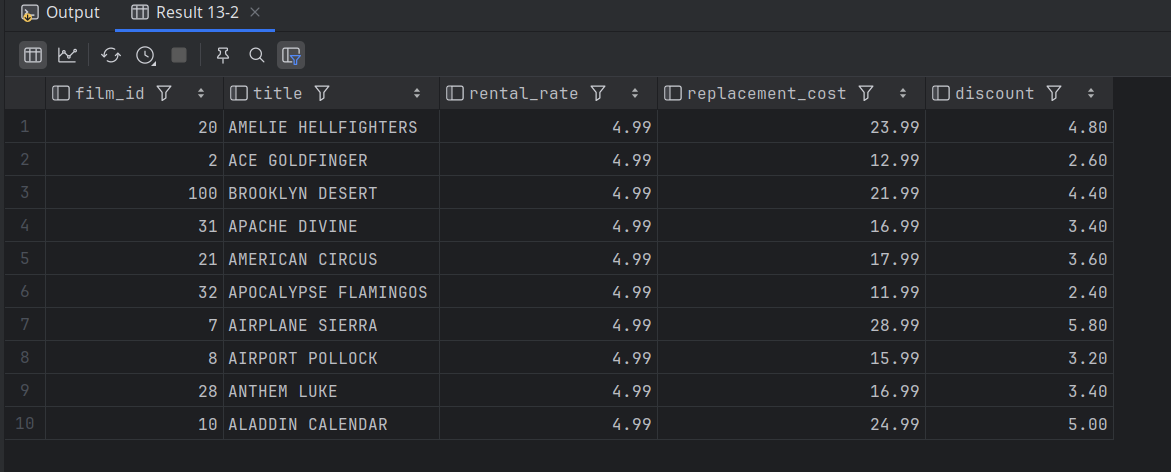 Output Result 13-2
film_id title rental_rate replacement_cost discount
1 20 AMELIE HELLFIGHTERS 4.99 23.99 4.80
2 2 ACE GOLDFINGER 4.99 12.99 2.60
3 100 BROOKLYN DESERT 4.99 21.99 4.40
4 31 APACHE DIVINE 4.99 16.99 3.40
5 21 AMERICAN CIRCUS 4.99 17.99 3.60
6 32 APOCALYPSE FLAMINGOS 4.99 11.99 2.40
7 7 AIRPLANE SIERRA 4.99 28.99 5.80
8 8 AIRPORT POLLOCK 4.99 15.99 3.20
9 28 ANTHEM LUKE 4.99 16.99 3.40
10 10 ALADDIN CALENDAR 4.99 24.99 5.00